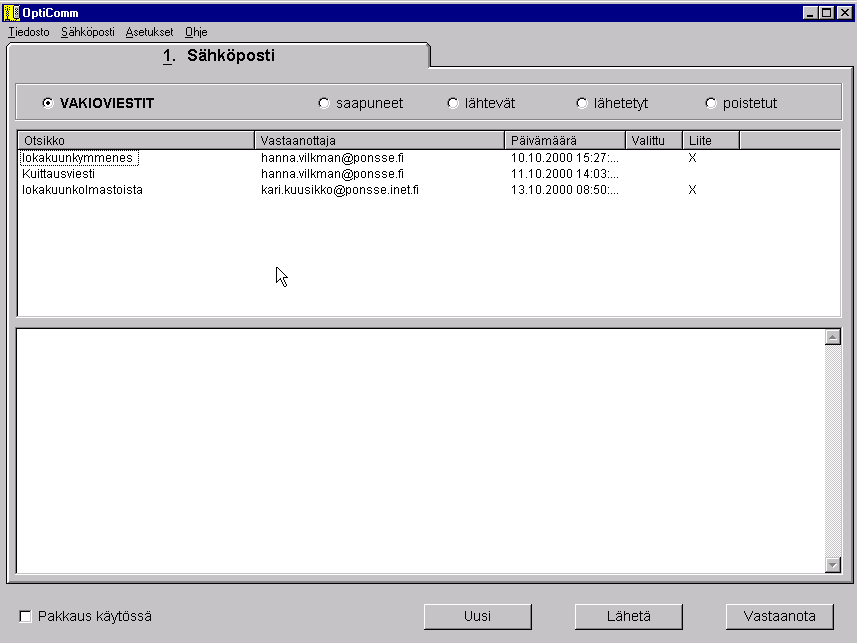 OptiComm
Tiedosto Sähköposti Asetukset Ohje
1. Sähköposti
VAKIOVIESTIT saapuneet lähtevät lähetetyt poistetut
Otsikko Vastaanottaja Päivämäärä Valittu Liite
lokakuunkymmenes hanna.vilkman@ponsse.fi 10.10.2000 15:27:... X
Kuittausviesti hanna.vilkman@ponsse.fi 11.10.2000 14:03:...
lokakuunkolmastoista kari.kuusikko@ponsse.inet.fi 13.10.2000 08:50:... X
Pakkaus käytössä Uusi Lähetä Vastaanota